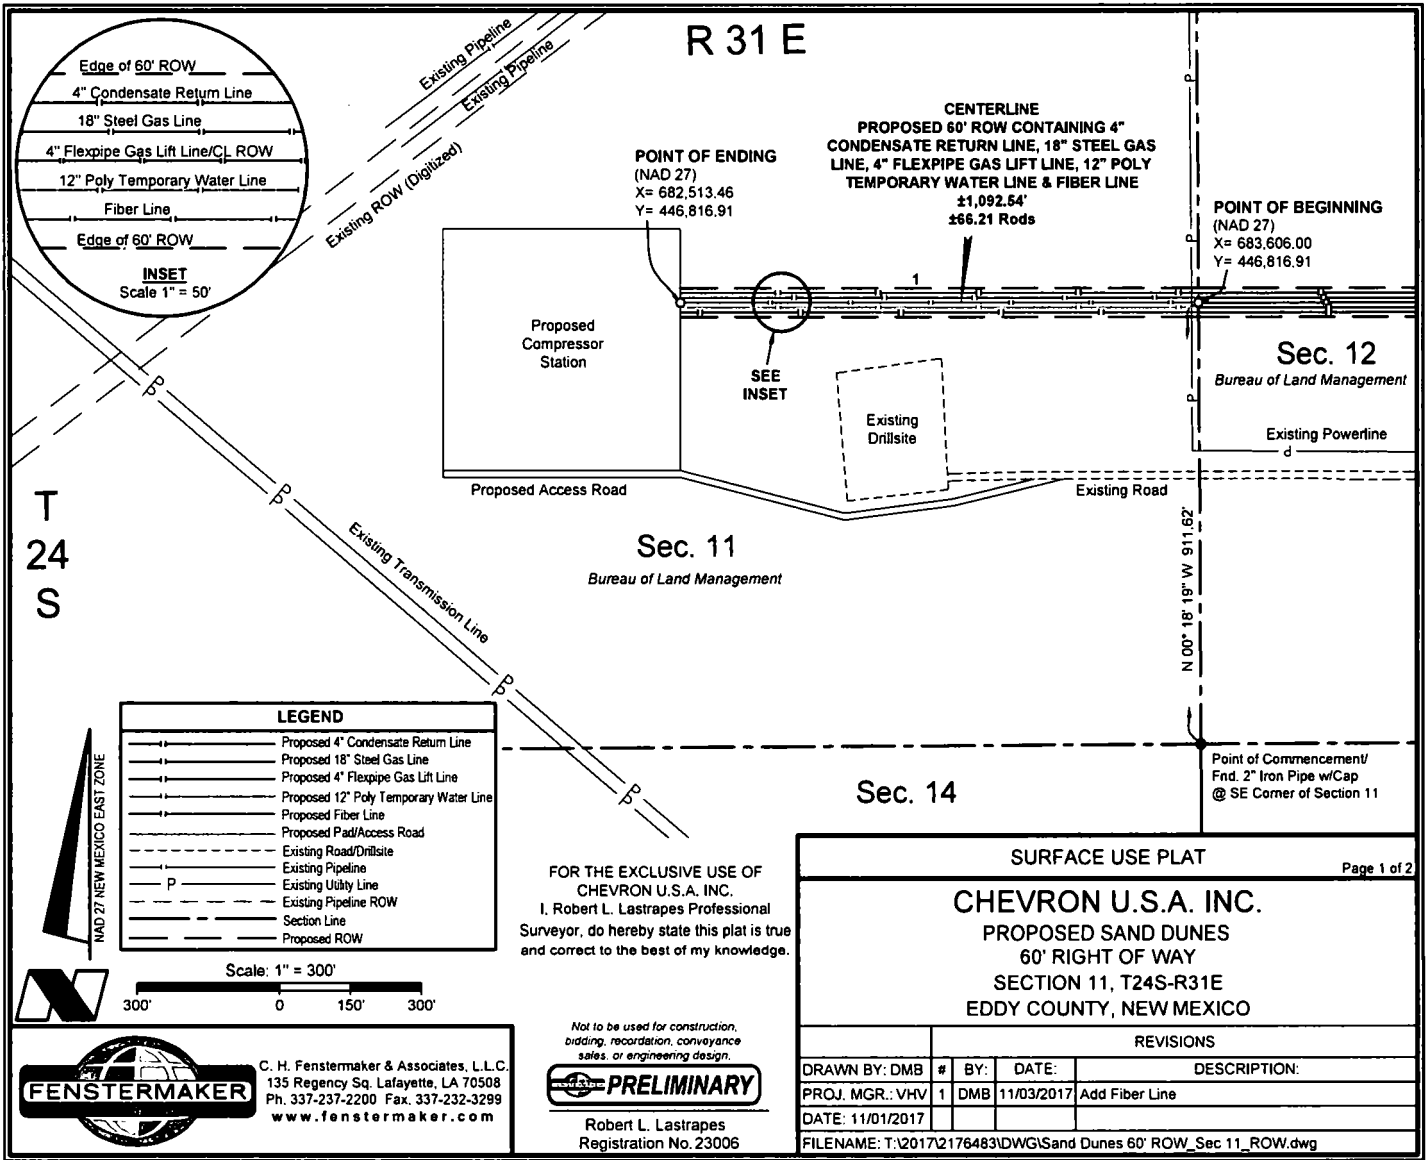 R 31 E
Edge of 60' ROW
4" Condensate Return Line
18" Steel Gas Line
4" Flexpipe Gas Lift Line/CL ROW
12" Poly Temporary Water Line
Fiber Line
Edge of 60' ROW
INSET
Scale 1" = 50'
Existing Pipeline
Existing Pipeline
Existing ROW (Digitized)
POINT OF ENDING
(NAD 27)
X= 682,513.46
Y= 446,816.91
CENTERLINE
PROPOSED 60' ROW CONTAINING 4"
CONDENSATE RETURN LINE, 18" STEEL GAS
LINE, 4" FLEXPIPE GAS LIFT LINE, 12" POLY
TEMPORARY WATER LINE & FIBER LINE
±1,092.54'
±66.21 Rods
POINT OF BEGINNING
(NAD 27)
X= 683,606.00
Y= 446,816.91
P
P
P
1
Proposed
Compressor
Station
SEE
INSET
Sec. 12
Bureau of Land Management
Existing
Drillsite
Existing Powerline
P
Proposed Access Road
Existing Road
T
24
S
P
P
P
P
Existing Transmission Line
Sec. 11
Bureau of Land Management
N 00° 18' 19" W 911.62'
P
P
P
P
Sec. 14
Point of Commencement/
Fnd. 2" Iron Pipe w/Cap
@ SE Corner of Section 11
LEGEND
Proposed 4" Condensate Return Line
Proposed 18" Steel Gas Line
Proposed 4" Flexpipe Gas Lift Line
Proposed 12" Poly Temporary Water Line
Proposed Fiber Line
Proposed Pad/Access Road
Existing Road/Drillsite
Existing Pipeline
P Existing Utility Line
Existing Pipeline ROW
Section Line
Proposed ROW
NAD 27 NEW MEXICO EAST ZONE
Scale: 1" = 300'
300' 0 150' 300'
FOR THE EXCLUSIVE USE OF
CHEVRON U.S.A. INC.
I, Robert L. Lastrapes Professional
Surveyor, do hereby state this plat is true
and correct to the best of my knowledge.
SURFACE USE PLAT
Page 1 of 2
CHEVRON U.S.A. INC.
PROPOSED SAND DUNES
60' RIGHT OF WAY
SECTION 11, T24S-R31E
EDDY COUNTY, NEW MEXICO
FENSTERMAKER
C. H. Fenstermaker & Associates, L.L.C.
135 Regency Sq. Lafayette, LA 70508
Ph. 337-237-2200 Fax. 337-232-3299
www.fenstermaker.com
Not to be used for construction,
bidding, recordation, conveyance
sales, or engineering design.
PRELIMINARY
Robert L. Lastrapes
Registration No. 23006
REVISIONS
DRAWN BY: DMB # BY: DATE: DESCRIPTION:
PROJ. MGR.: VHV 1 DMB 11/03/2017 Add Fiber Line
DATE: 11/01/2017
FILENAME: T:\2017\2176483\DWG\Sand Dunes 60' ROW_Sec 11_ROW.dwg